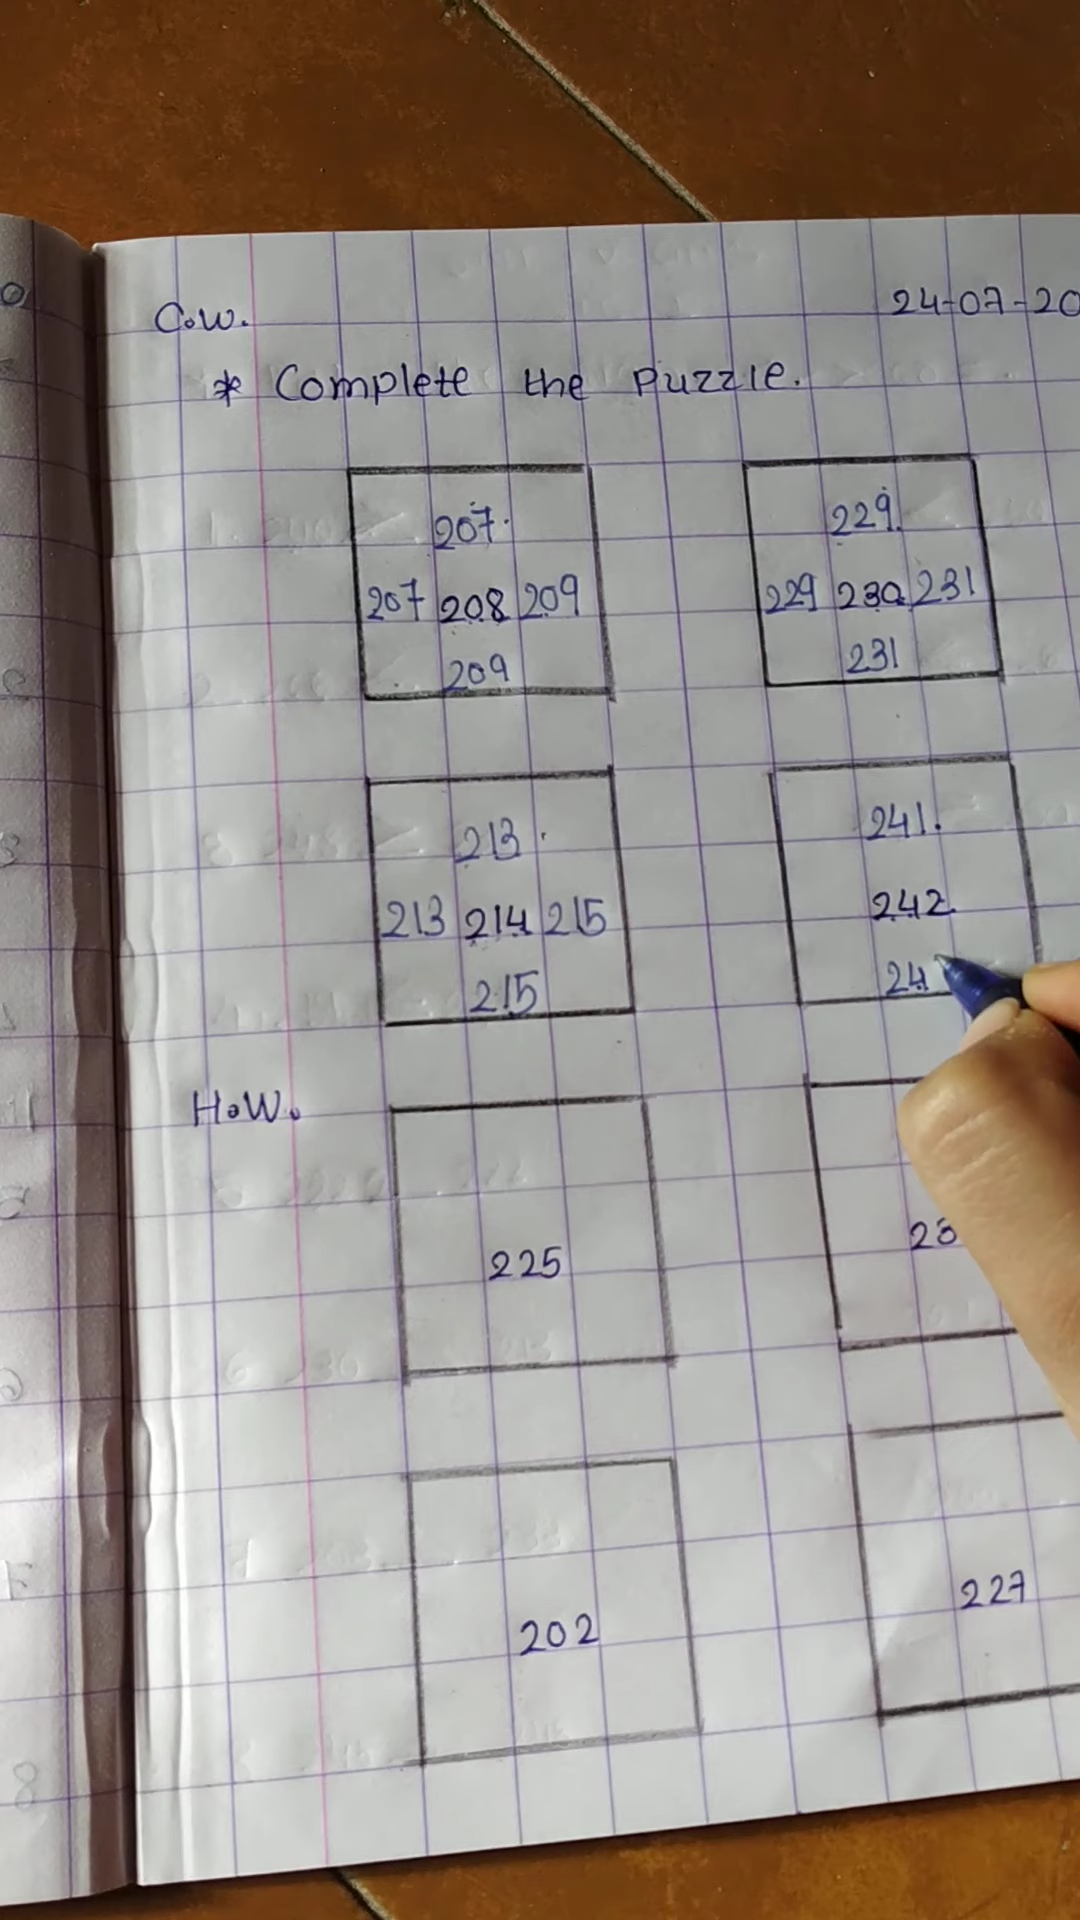 C.W. 24-07-20
* Complete the Puzzle.
207 229
207 208 209 229 230 231
209 231
213 241
213 214 215 242
215 24
H.W.
225 23
202 227